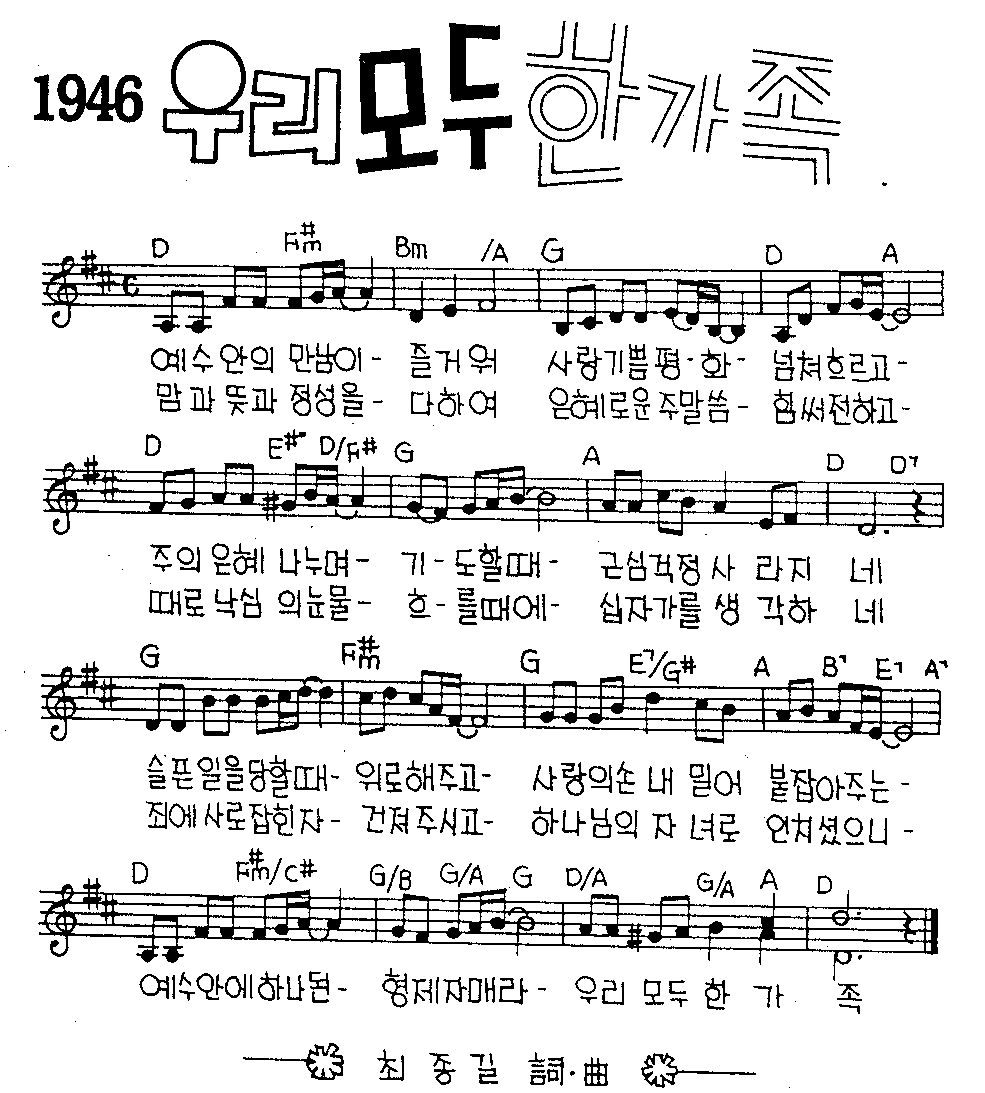 1946 우리 모두 한 가 족
D F#m Bm /A G D A
예수 안의 만남이 - 즐거워 사랑기쁨평-화- 넘쳐흐르고-
맘과 뜻과 정성을 - 다하여 은혜로운주말씀 - 힘써전하고-
D E#° D/F# G A D D7
주의 은혜 나누며 - 기 - 도할때 - 근심걱정 사 라지 네
때로 낙심 의눈물 - 흐 - 를때에 - 십자가를 생 각하 네
G F#m G E7/G# A B7 E7 A7
슬픈일을당할때 - 위로해주고 - 사랑의손 내 밀어 붙잡아주는 -
죄에사로잡힌자 - 건져주시고 - 하나님의 자 녀로 언치셨으니 -
D F#m/C# G/B G/A G D/A G/A A D
예수안에하나된 - 형제자매라 - 우리 모두 한 가 족
최 종 길 詞·曲